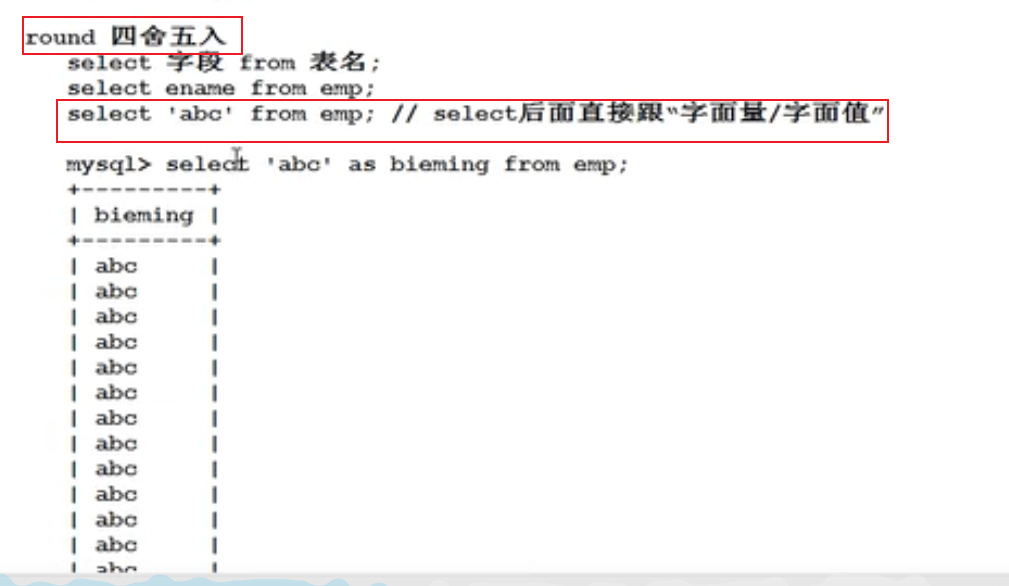 round 四舍五入
select 字段 from 表名;
select ename from emp;
select 'abc' from emp; // select后面直接跟“字面量/字面值”
mysql> select 'abc' as bieming from emp;
+---------+
| bieming |
+---------+
| abc     |
| abc     |
| abc     |
| abc     |
| abc     |
| abc     |
| abc     |
| abc     |
| abc     |
| abc     |
| abc     |
| abc     |
| abc     |